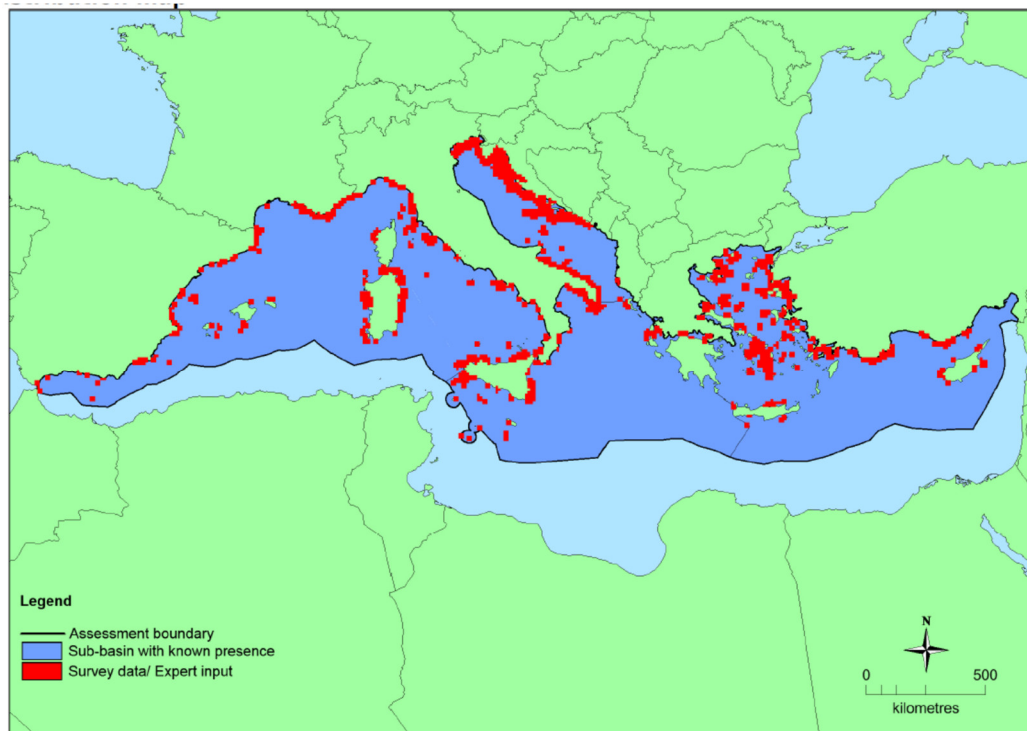 Legend
Assessment boundary
Sub-basin with known presence
Survey data/ Expert input
N
0 500
kilometres